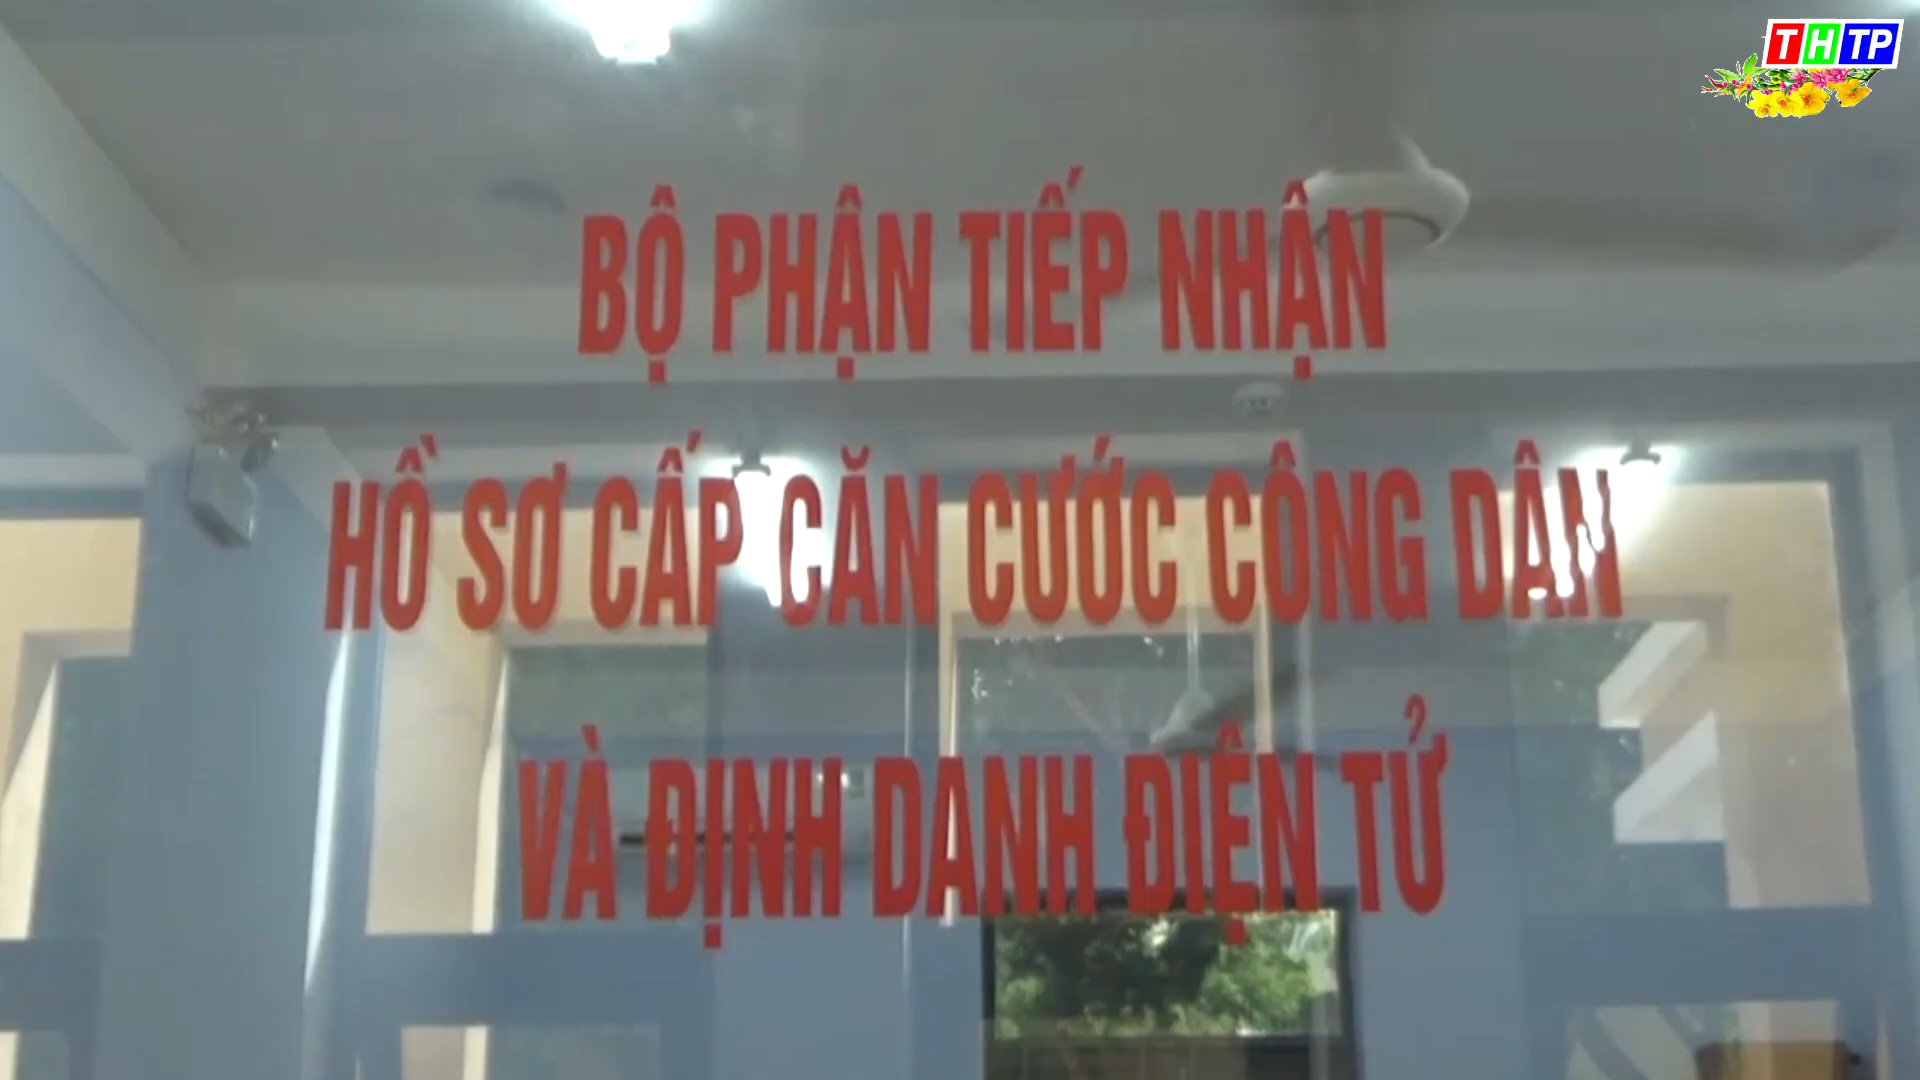 THTP
BỘ PHẬN TIẾP NHẬN
HỒ SƠ CẤP CĂN CƯỚC CÔNG DÂN
VÀ ĐỊNH DANH ĐIỆN TỬ